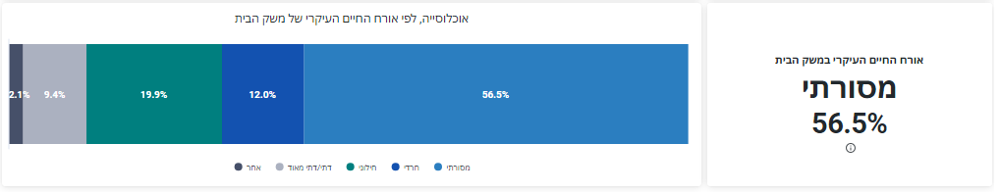 אוכלוסייה, לפי אורח החיים העיקרי של משק הבית
2.1% 9.4% 19.9% 12.0% 56.5%
מסורתי חרדי חילוני דתי/דתי מאוד אחר
אורח החיים העיקרי במשק הבית
מסורתי
56.5%